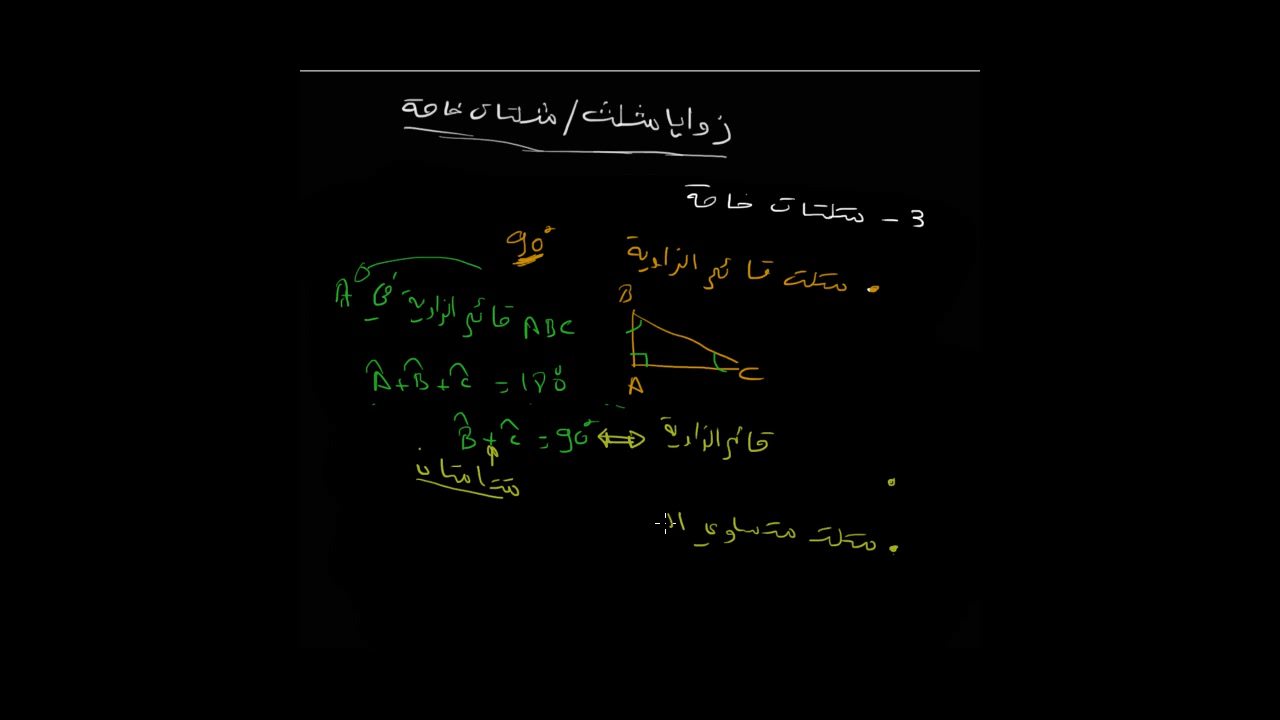 زوايا مثلث / مثلثات خاصة
3 - مثلثات خاصة
• مثلث قائم الزاوية
90°
B
A
C
ABC قائم الزاوية في A
Â + B̂ + Ĉ = 180°
قائم الزاوية ⟺ B̂ + Ĉ = 90°
متتامتان
• مثلث متساوي ال